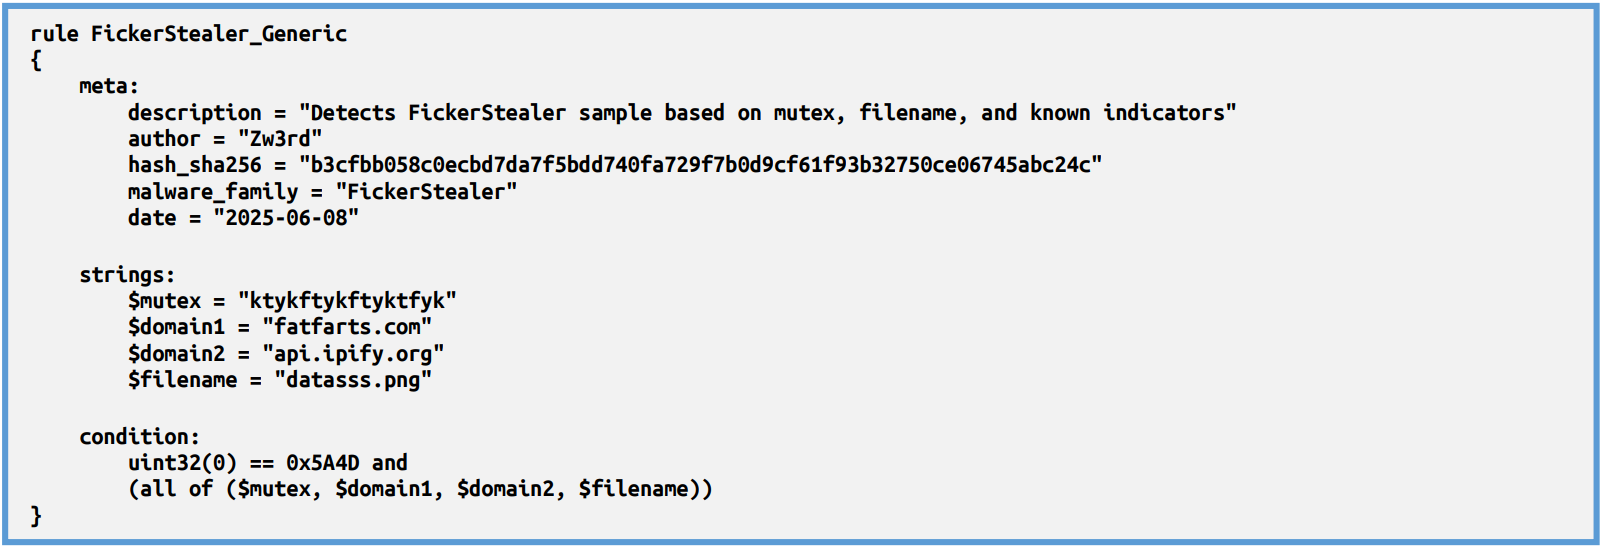 rule FickerStealer_Generic
{
    meta:
        description = "Detects FickerStealer sample based on mutex, filename, and known indicators"
        author = "Zw3rd"
        hash_sha256 = "b3cfbb058c0ecbd7da7f5bdd740fa729f7b0d9cf61f93b32750ce06745abc24c"
        malware_family = "FickerStealer"
        date = "2025-06-08"
    strings:
        $mutex = "ktykftykftyktfyk"
        $domain1 = "fatfarts.com"
        $domain2 = "api.ipify.org"
        $filename = "datasss.png"
    condition:
        uint32(0) == 0x5A4D and
        (all of ($mutex, $domain1, $domain2, $filename))
}